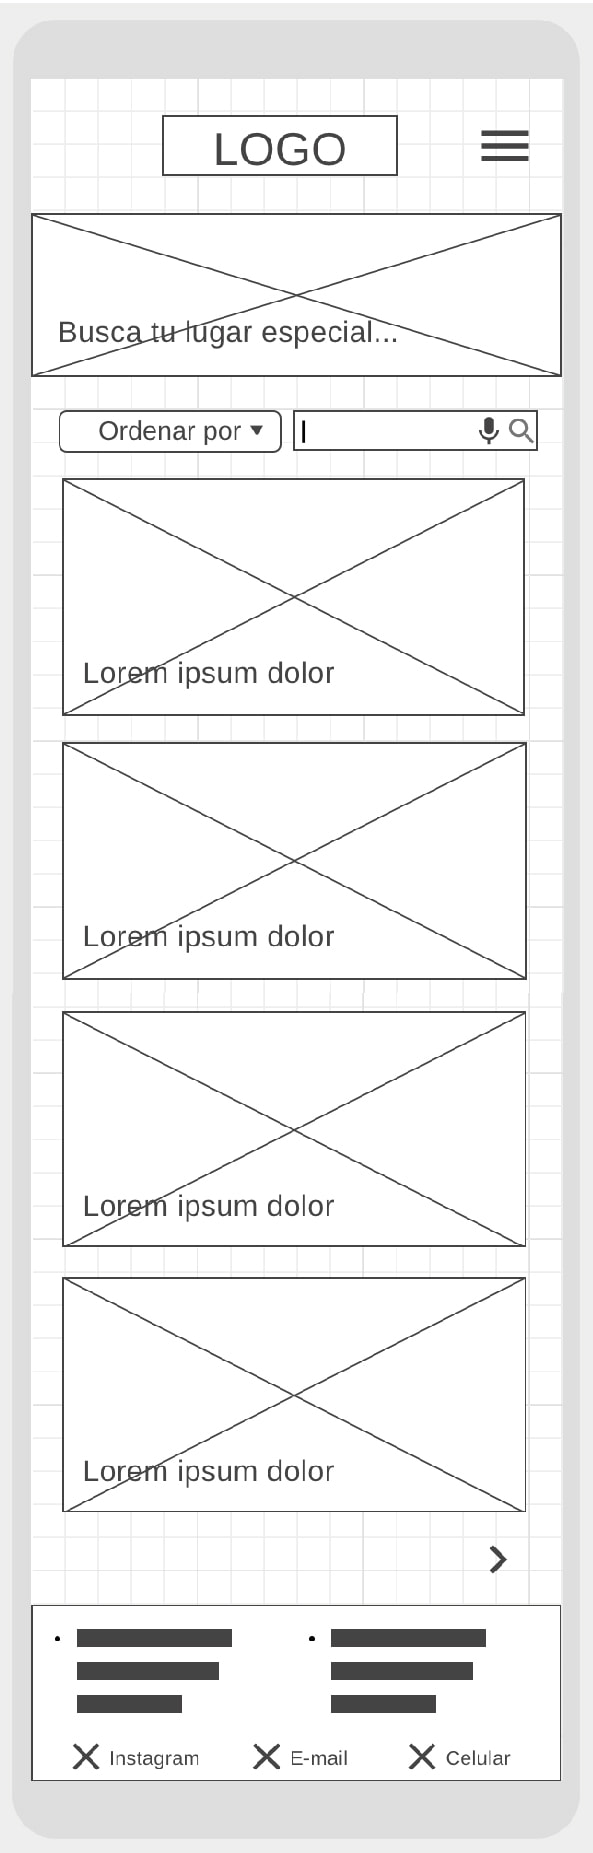 LOGO
Busca tu lugar especial...
Ordenar por
Lorem ipsum dolor
Lorem ipsum dolor
Lorem ipsum dolor
Lorem ipsum dolor
Instagram E-mail Celular